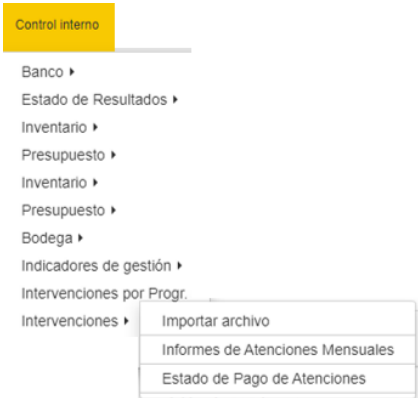 Control interno
Banco
Estado de Resultados
Inventario
Presupuesto
Inventario
Presupuesto
Bodega
Indicadores de gestión
Intervenciones por Progr.
Intervenciones
Importar archivo
Informes de Atenciones Mensuales
Estado de Pago de Atenciones